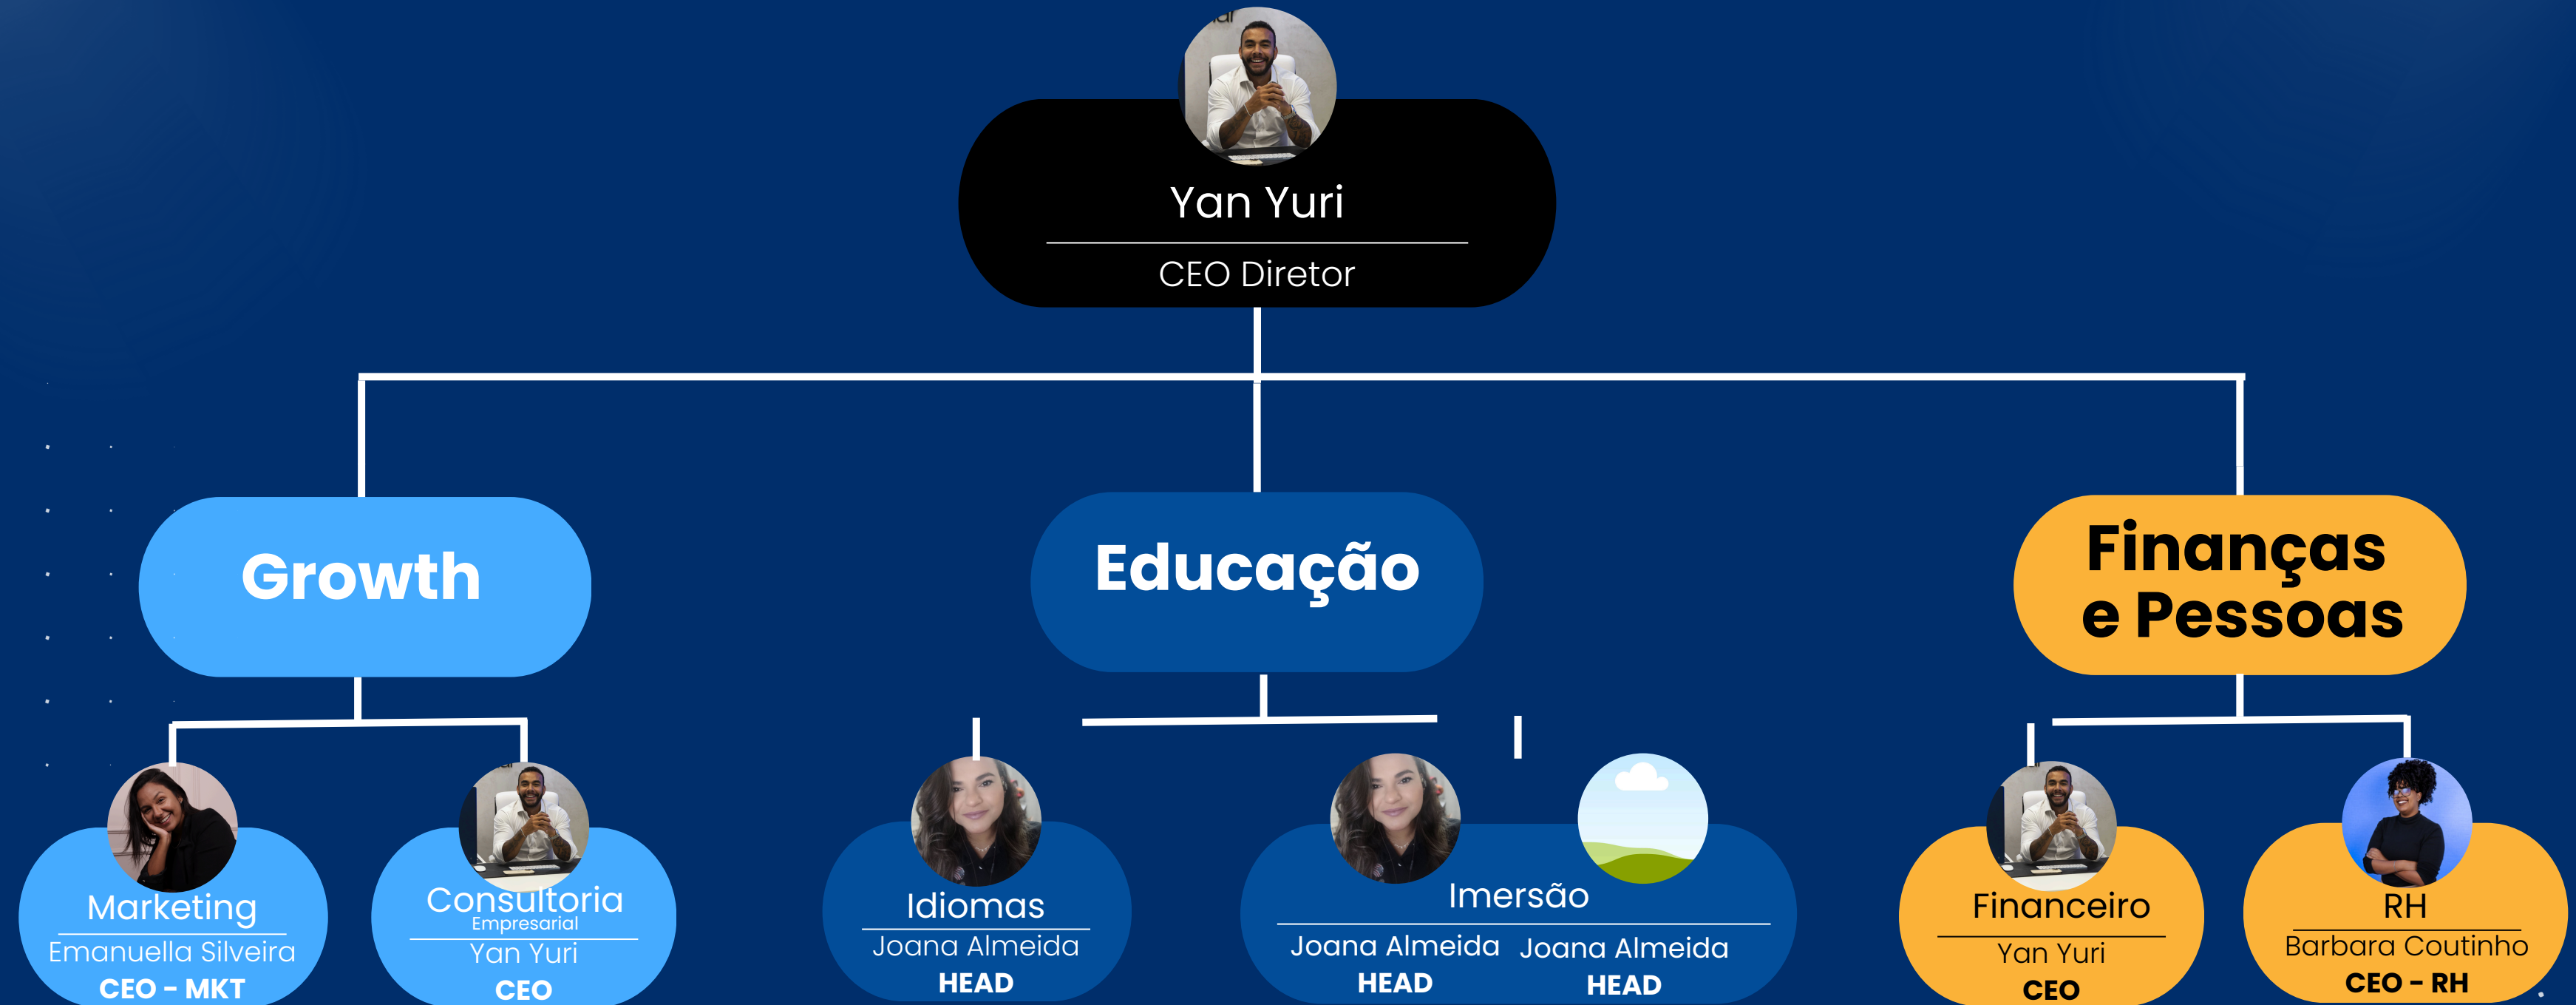 Yan Yuri
CEO Diretor
Growth
Educação
Finanças
e Pessoas
Marketing
Emanuella Silveira
CEO - MKT
Consultoria
Empresarial
Yan Yuri
CEO
Idiomas
Joana Almeida
HEAD
Imersão
Joana Almeida
HEAD
Joana Almeida
HEAD
Financeiro
Yan Yuri
CEO
RH
Barbara Coutinho
CEO - RH